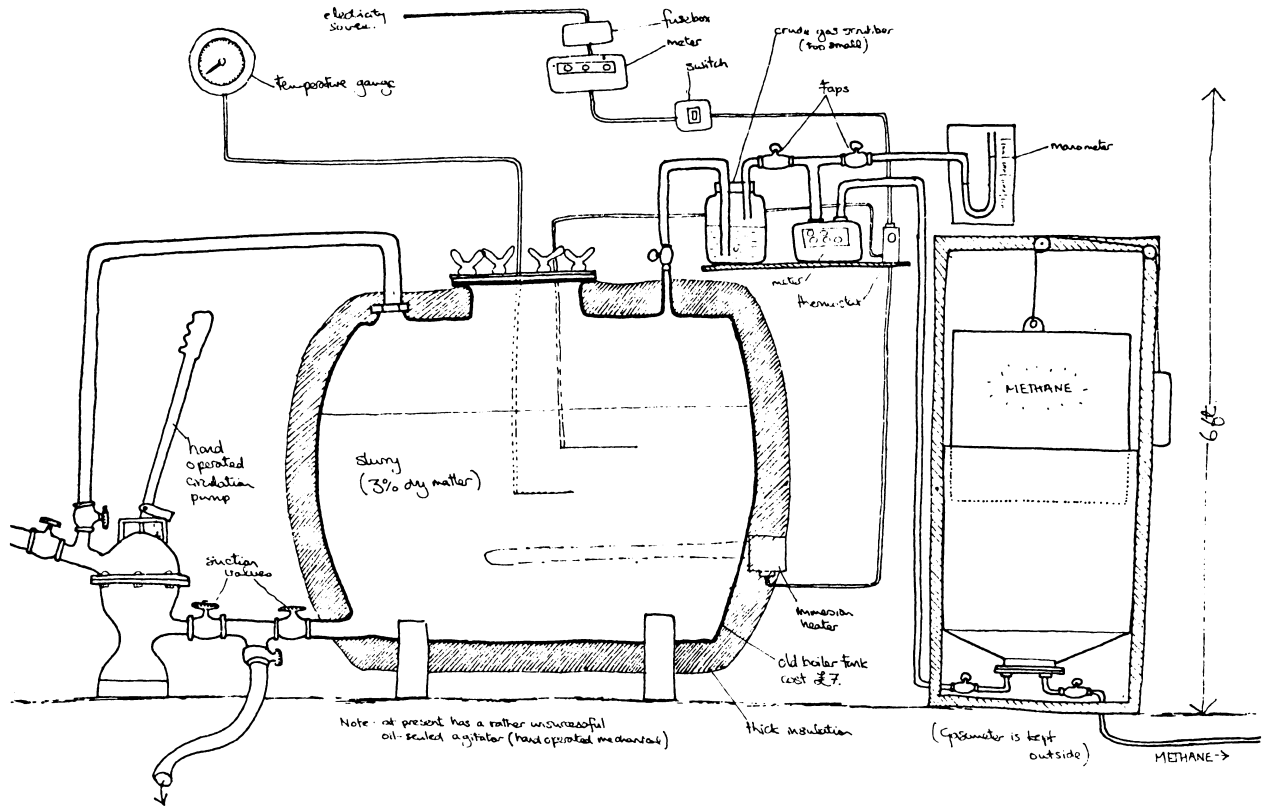 electricity
source.
fusebox
meter
crude gas scrubber
(too small)
switch
taps
temperature gauge
manometer
meter
thermostat
METHANE
6ft.
hand
operated
circulation
pump
slurry
(3% dry matter)
suction
valves
immersion
heater
old boiler tank
cost £7.
Note - at present has a rather unsuccessful
oil-sealed agitator (hand operated mechanism)
thick insulation
(Gasometer is kept
outside)
METHANE →